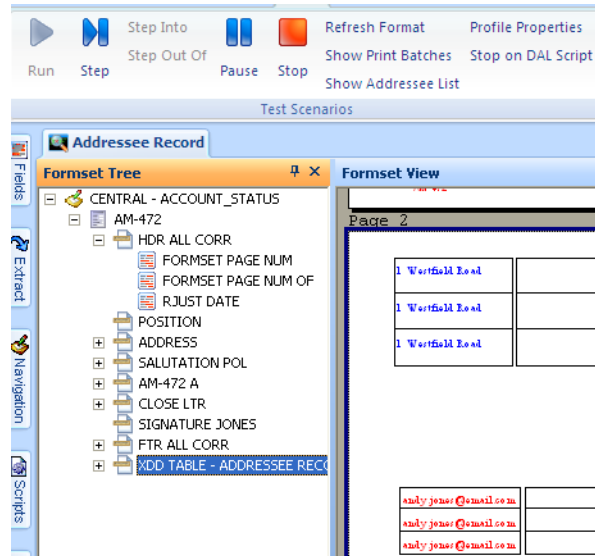 Run
Step
Step Into
Step Out Of
Pause
Stop
Refresh Format
Show Print Batches
Show Addressee List
Profile Properties
Stop on DAL Script
Test Scenarios
Addressee Record
Fields
Extract
Navigation
Scripts
Formset Tree
CENTRAL - ACCOUNT_STATUS
AM-472
HDR ALL CORR
FORMSET PAGE NUM
FORMSET PAGE NUM OF
RJUST DATE
POSITION
ADDRESS
SALUTATION POL
AM-472 A
CLOSE LTR
SIGNATURE JONES
FTR ALL CORR
XDD TABLE - ADDRESSEE RECO
Formset View
Page 2
1 Westfield Road
1 Westfield Road
1 Westfield Road
andy.jones@email.com
andy.jones@email.com
andy.jones@email.com